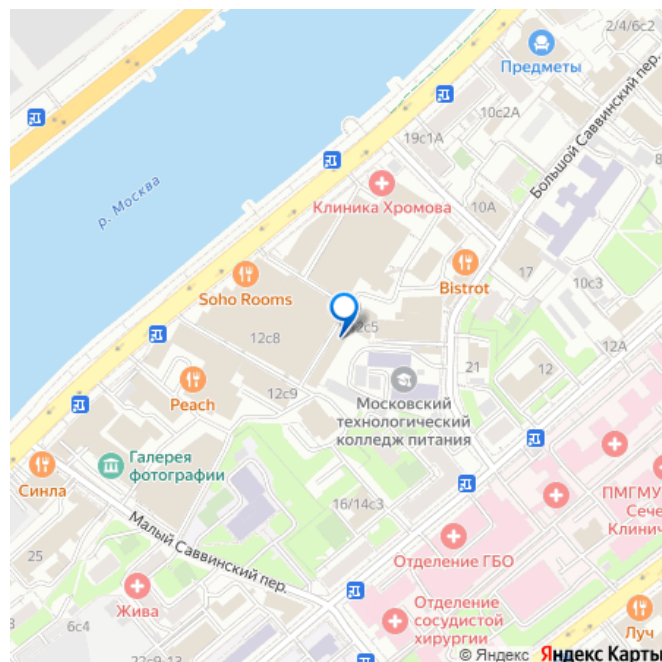 2/4/6с2
Предметы
10с2А
Большой Саввинский пер.
19с1А
Клиника Хромова
10А
р. Москва
Soho Rooms
Bistrot
17
10с3
12с8
12с5
12А
21
12
Peach
12с9
Московский
технологический
колледж питания
Галерея
фотографии
Синла
ПМГМУ
Сече
Клинич
16/14с3
Малый Саввинский пер.
25
Отделение ГБО
Жива
6с4
Отделение
сосудистой
хирургии
Луч
22с9-13
© Яндекс Яндекс Карты